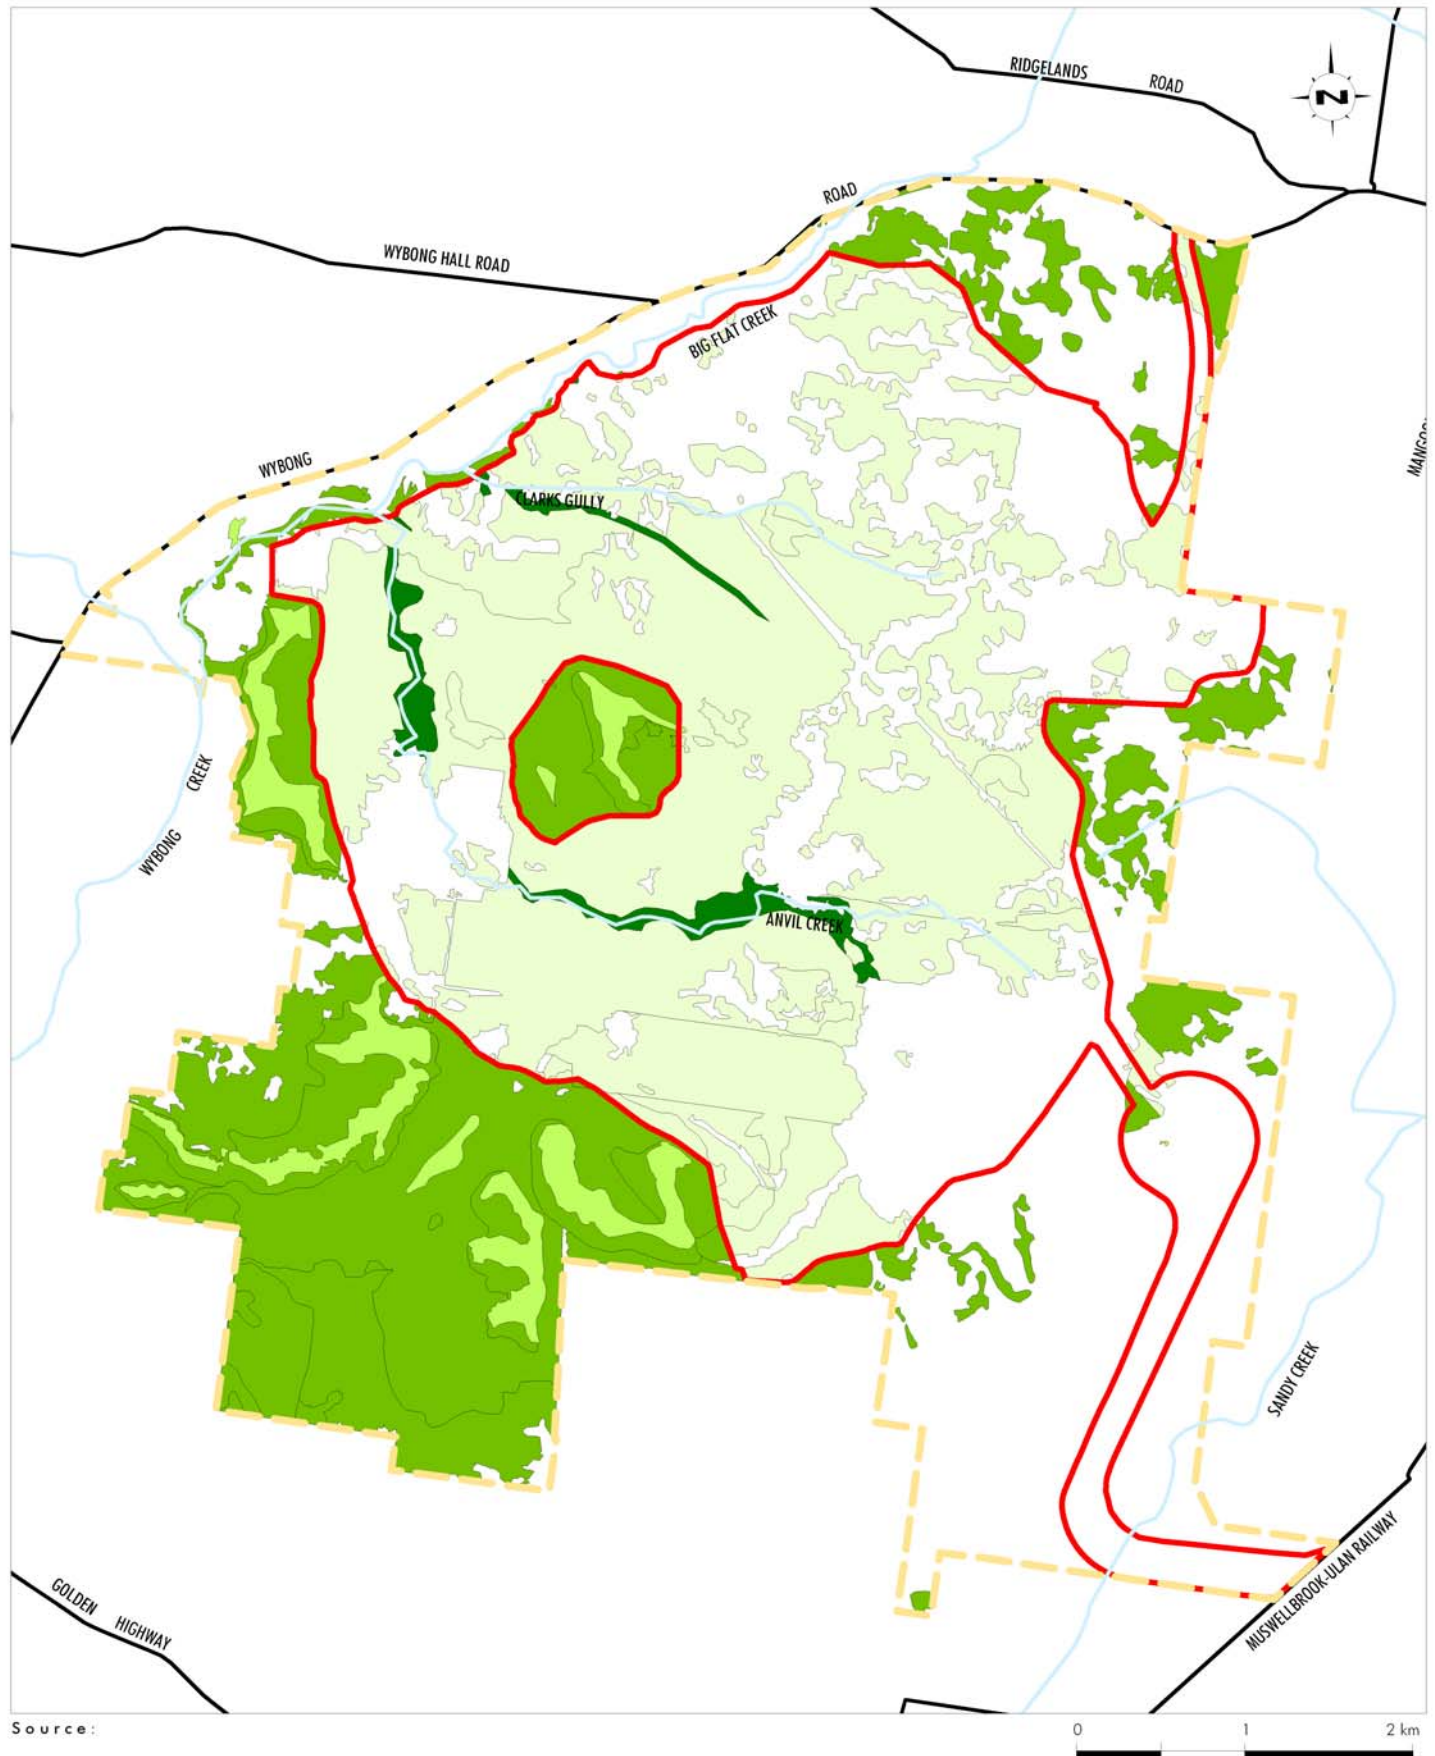 RIDGELANDS ROAD
N
ROAD
WYBONG HALL ROAD
BIG FLAT CREEK
WYBONG
CLARKS GULLY
CREEK
WYBONG
ANVIL CREEK
SANDY CREEK
MUSWELLBROOK-ULAN RAILWAY
GOLDEN HIGHWAY
Source:
0 1 2 km